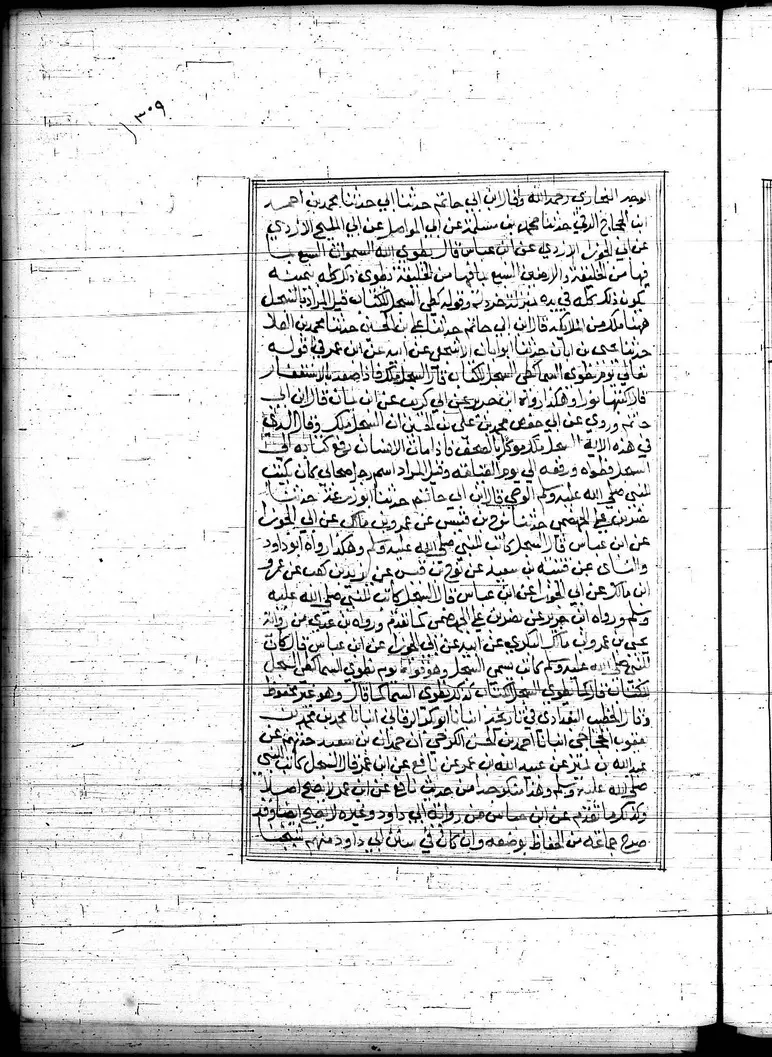 ٣٠٩
البخاري رحمه الله وقال ابن ابي حاتم حدثنا ابي حدثنا محمد بن احمد
ابن الحجاج الرقي حدثنا محمد بن سلمة عن ابي الواصل عن ابي المليح الازدي
عن ابي الجوزا الازدي عن ابن عباس قال يطوي الله السموات السبع بما
فيها من الخليقة والارضين السبع بما فيها من الخليقة يطوي ذلك كله بيمينه
يكون ذلك كله في يده بمنزلة خردلة وقوله كطي السجل للكتاب قيل المراد بالسجل
ههنا ملك من الملايكة قال ابن ابي حاتم حدثنا علي بن الحسين حدثنا محمد بن العلا
حدثنا يحيى بن يمان حدثنا ابو الاشجعي عن ابيه عن ابن عمر في قوله
تعالى يوم نطوي السما كطي السجل للكتاب قال السجل ملك فاذا صعد بالاستغفار
قال اكتبها نورا وهكذا رواه ابن جرير عن ابي كريب عن ابن يمان قال ابن ابي
حاتم وروي عن ابي جعفر محمد بن علي بن الحسين ان السجل ملك وقال السدي
في هذه الاية السجل ملك موكل بالصحف فاذا مات الانسان رفع كتابه الى
السجل فطواه ورفعه الى يوم القيامة وقيل المراد اسم رجل صحابي كان يكتب
للنبي صلى الله عليه وسلم الوحي قال ابن ابي حاتم حدثنا ابو زرعة حدثنا
نصر بن علي الجهضمي حدثنا نوح بن قيس عن عمرو بن مالك عن ابي الجوزا
عن ابن عباس قال السجل كاتب للنبي صلى الله عليه وسلم وهكذا رواه ابو داود
والنساى عن قتيبة بن سعيد عن نوح بن قيس عن يزيد بن كعب عن عمرو
ابن مالك عن ابي الجوزا عن ابن عباس قال السجل كاتب للنبي صلى الله عليه
وسلم ورواه ابن جرير عن نصر بن علي الجهضمي كما تقدم ورواه بن عدي من رواية
يحيى بن عمرو بن مالك النكري عن ابيه عن ابي الجوزا عن ابن عباس قال كان
للنبي صلى الله عليه وسلم كاتب يسمى السجل وهو قوله يوم نطوي السما كطي السجل
للكتاب قال كما يطوي السجل الكتاب كذلك نطوي السما كما قال وهو غير محفوظ
وقال الخطيب البغدادي في تاريخه انبانا ابو بكر البرقاني انبانا محمد بن محمد بن
يعقوب الحجاجي انبانا احمد بن الحسن الكرخي ان حمدان بن سعيد حدثهم عن
عبد الله بن نمير عن عبيد الله بن عمر عن نافع عن ابن عمر قال السجل كاتب النبي
صلى الله عليه وسلم وهذا منكر جدا من حديث نافع عن ابن عمر لا يصح اصلا
وكذلك ما تقدم عن ابن عباس من رواية ابي داود وغيره لا يصح ايضا وقد
صرح جماعة من الحفاظ بوضعه وان كان في سنن ابي داود منهم شيخنا